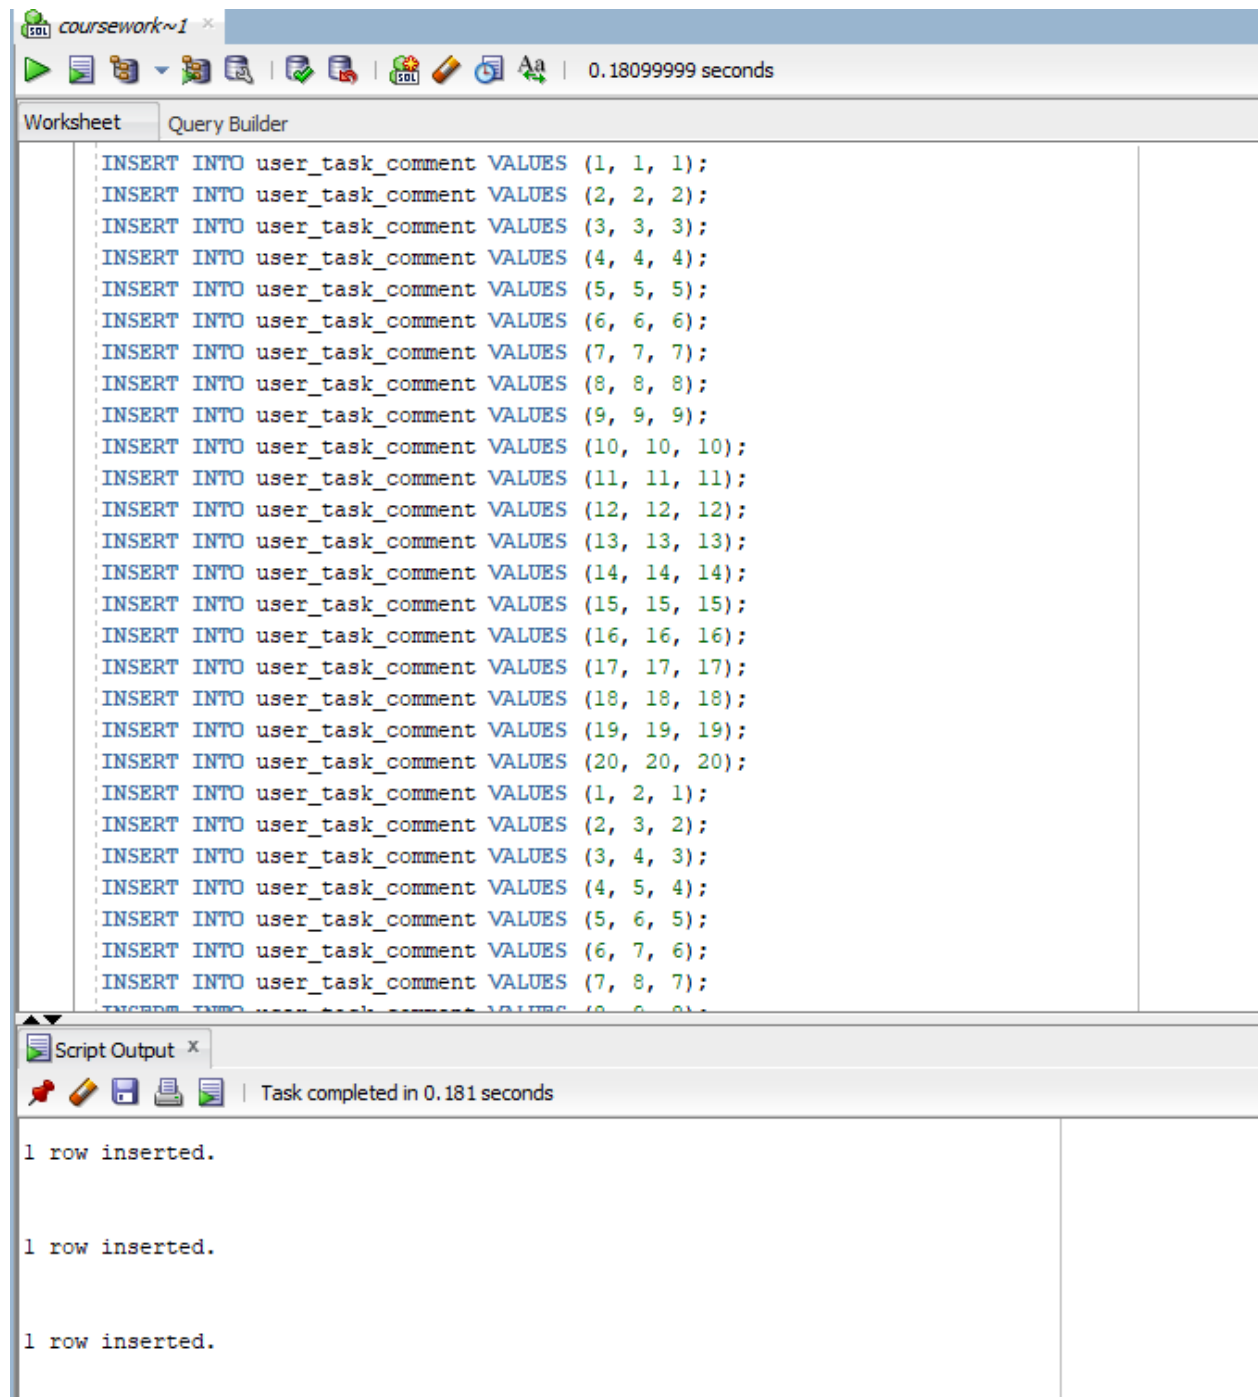 coursework~1
0.18099999 seconds
Worksheet Query Builder
INSERT INTO user_task_comment VALUES (1, 1, 1);
INSERT INTO user_task_comment VALUES (2, 2, 2);
INSERT INTO user_task_comment VALUES (3, 3, 3);
INSERT INTO user_task_comment VALUES (4, 4, 4);
INSERT INTO user_task_comment VALUES (5, 5, 5);
INSERT INTO user_task_comment VALUES (6, 6, 6);
INSERT INTO user_task_comment VALUES (7, 7, 7);
INSERT INTO user_task_comment VALUES (8, 8, 8);
INSERT INTO user_task_comment VALUES (9, 9, 9);
INSERT INTO user_task_comment VALUES (10, 10, 10);
INSERT INTO user_task_comment VALUES (11, 11, 11);
INSERT INTO user_task_comment VALUES (12, 12, 12);
INSERT INTO user_task_comment VALUES (13, 13, 13);
INSERT INTO user_task_comment VALUES (14, 14, 14);
INSERT INTO user_task_comment VALUES (15, 15, 15);
INSERT INTO user_task_comment VALUES (16, 16, 16);
INSERT INTO user_task_comment VALUES (17, 17, 17);
INSERT INTO user_task_comment VALUES (18, 18, 18);
INSERT INTO user_task_comment VALUES (19, 19, 19);
INSERT INTO user_task_comment VALUES (20, 20, 20);
INSERT INTO user_task_comment VALUES (1, 2, 1);
INSERT INTO user_task_comment VALUES (2, 3, 2);
INSERT INTO user_task_comment VALUES (3, 4, 3);
INSERT INTO user_task_comment VALUES (4, 5, 4);
INSERT INTO user_task_comment VALUES (5, 6, 5);
INSERT INTO user_task_comment VALUES (6, 7, 6);
INSERT INTO user_task_comment VALUES (7, 8, 7);
INSERT INTO user_task_comment VALUES
Script Output
Task completed in 0.181 seconds
1 row inserted.
1 row inserted.
1 row inserted.